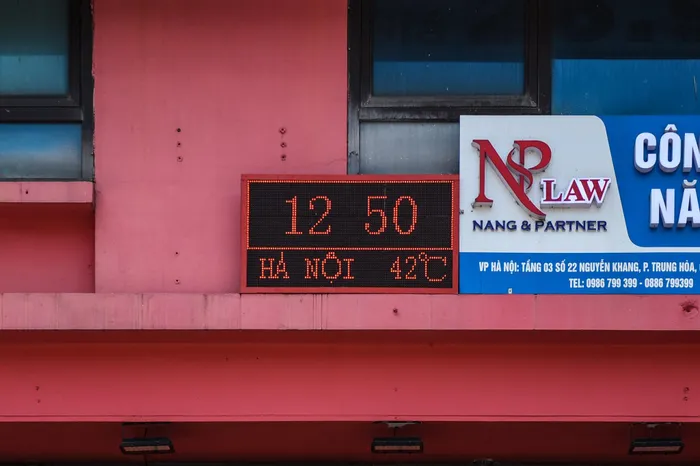 12 50
HÀ NỘI 42°C
NP LAW
NANG & PARTNER
CÔN
NĂ
VP HÀ NỘI: TẦNG 03 SỐ 22 NGUYỄN KHANG, P. TRUNG HÒA,
TEL: 0986 799 399 - 0886 799399